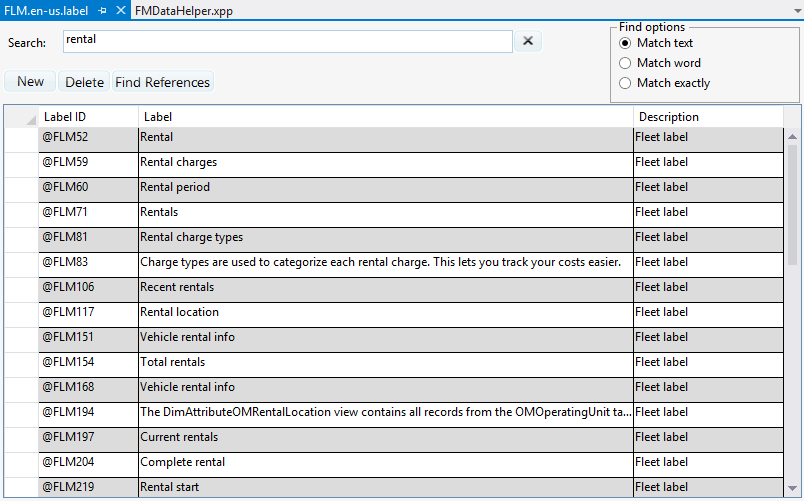 FLM.en-us.label FMDataHelper.xpp
Search: rental
Find options
Match text
Match word
Match exactly
New Delete Find References
Label ID Label Description
@FLM52 Rental Fleet label
@FLM59 Rental charges Fleet label
@FLM60 Rental period Fleet label
@FLM71 Rentals Fleet label
@FLM81 Rental charge types Fleet label
@FLM83 Charge types are used to categorize each rental charge. This lets you track your costs easier. Fleet label
@FLM106 Recent rentals Fleet label
@FLM117 Rental location Fleet label
@FLM151 Vehicle rental info Fleet label
@FLM154 Total rentals Fleet label
@FLM168 Vehicle rental info Fleet label
@FLM194 The DimAttributeOMRentalLocation view contains all records from the OMOperatingUnit ta... Fleet label
@FLM197 Current rentals Fleet label
@FLM204 Complete rental Fleet label
@FLM219 Rental start Fleet label